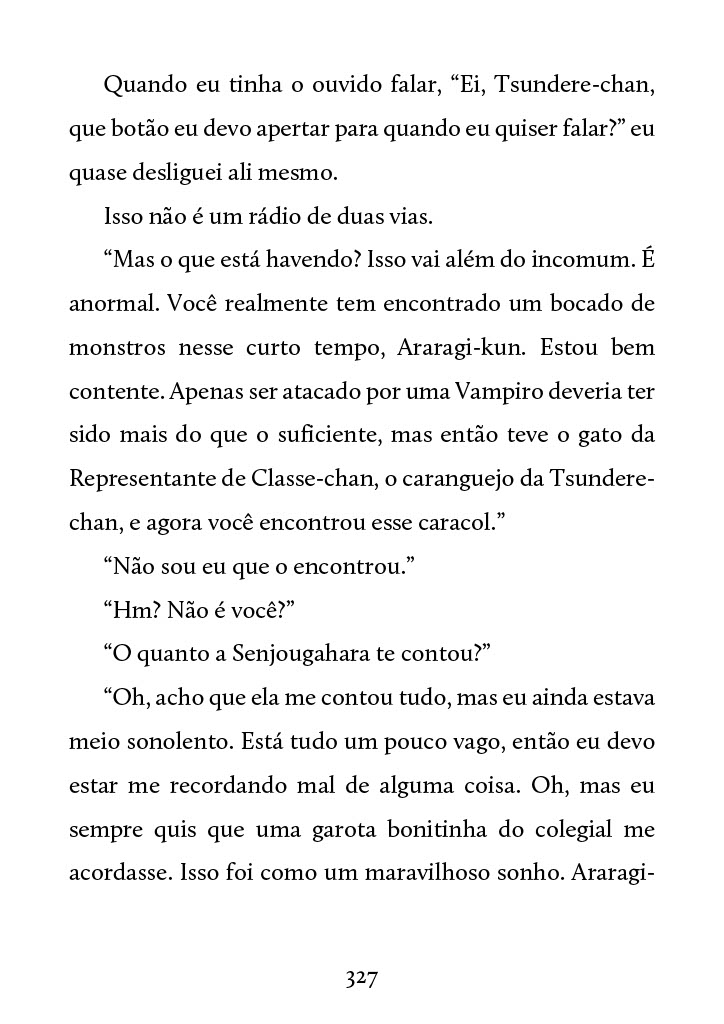 Quando eu tinha o ouvido falar, “Ei, Tsundere-chan,
que botão eu devo apertar para quando eu quiser falar?” eu
quase desliguei ali mesmo.
Isso não é um rádio de duas vias.
“Mas o que está havendo? Isso vai além do incomum. É
anormal. Você realmente tem encontrado um bocado de
monstros nesse curto tempo, Araragi-kun. Estou bem
contente. Apenas ser atacado por uma Vampiro deveria ter
sido mais do que o suficiente, mas então teve o gato da
Representante de Classe-chan, o caranguejo da Tsundere-
chan, e agora você encontrou esse caracol.”
“Não sou eu que o encontrou.”
“Hm? Não é você?”
“O quanto a Senjougahara te contou?”
“Oh, acho que ela me contou tudo, mas eu ainda estava
meio sonolento. Está tudo um pouco vago, então eu devo
estar me recordando mal de alguma coisa. Oh, mas eu
sempre quis que uma garota bonitinha do colegial me
acordasse. Isso foi como um maravilhoso sonho. Araragi-
327